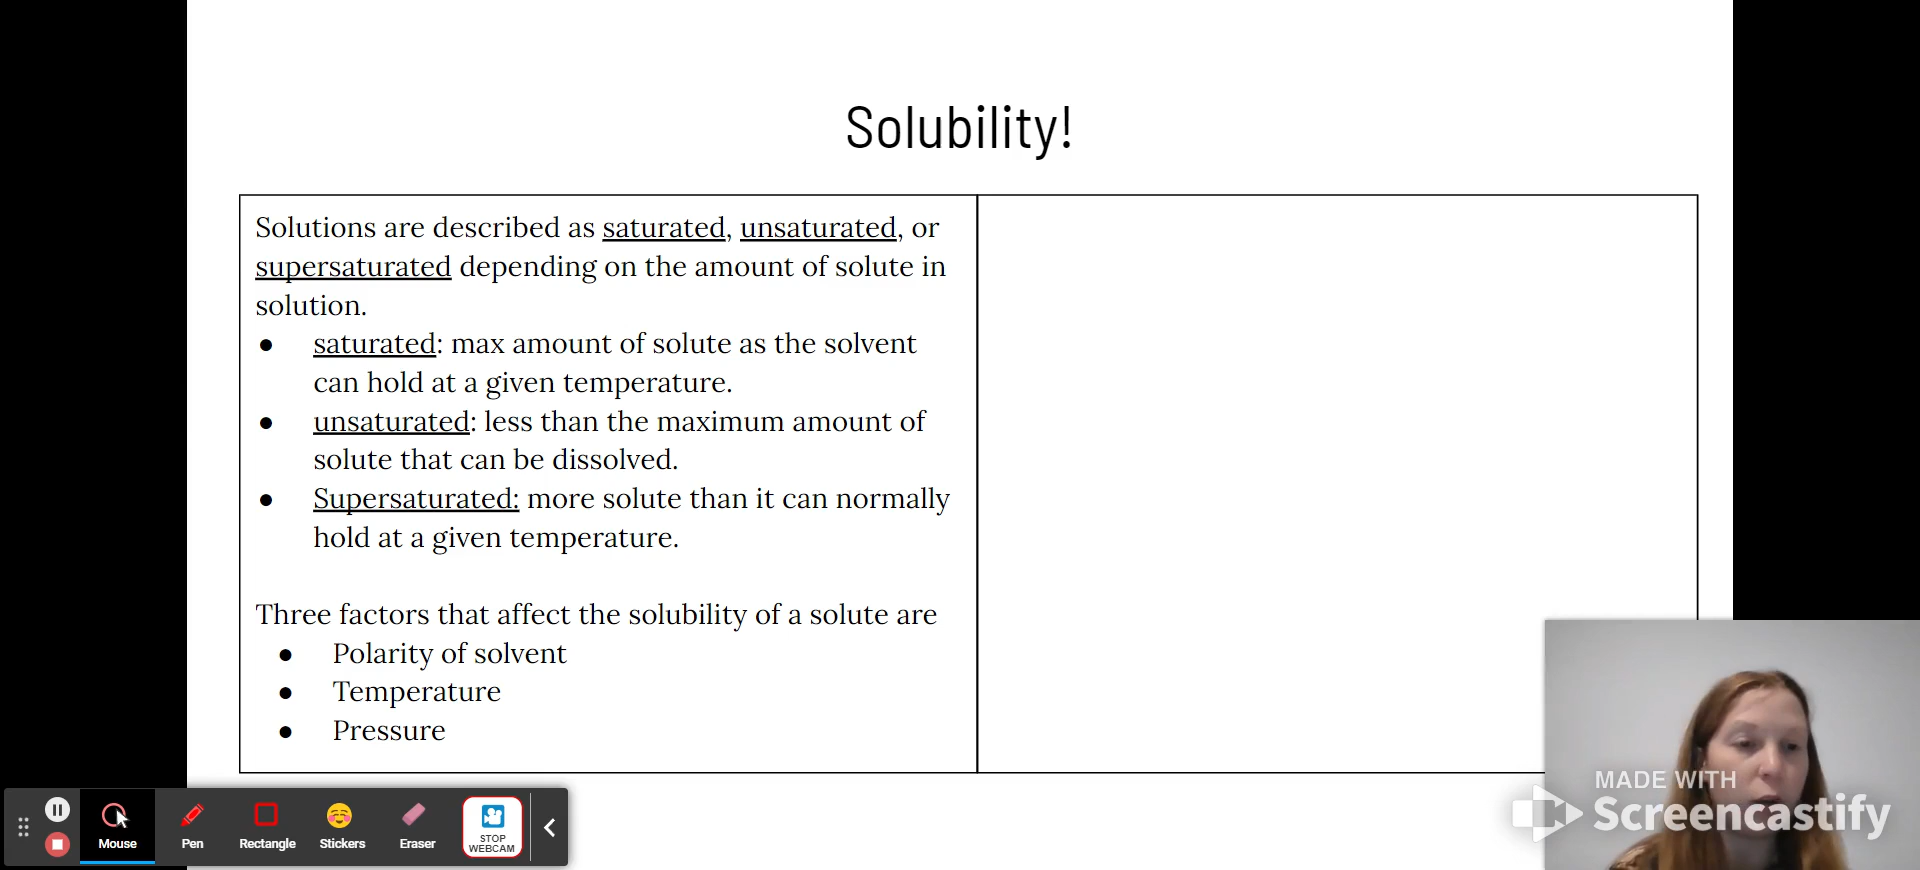 Solubility!
Solutions are described as saturated, unsaturated, or
supersaturated depending on the amount of solute in
solution.
● saturated: max amount of solute as the solvent
can hold at a given temperature.
● unsaturated: less than the maximum amount of
solute that can be dissolved.
● Supersaturated: more solute than it can normally
hold at a given temperature.
Three factors that affect the solubility of a solute are
● Polarity of solvent
● Temperature
● Pressure
Mouse
Pen
Rectangle
Stickers
Eraser
STOP
WEBCAM
MADE WITH
Screencastify